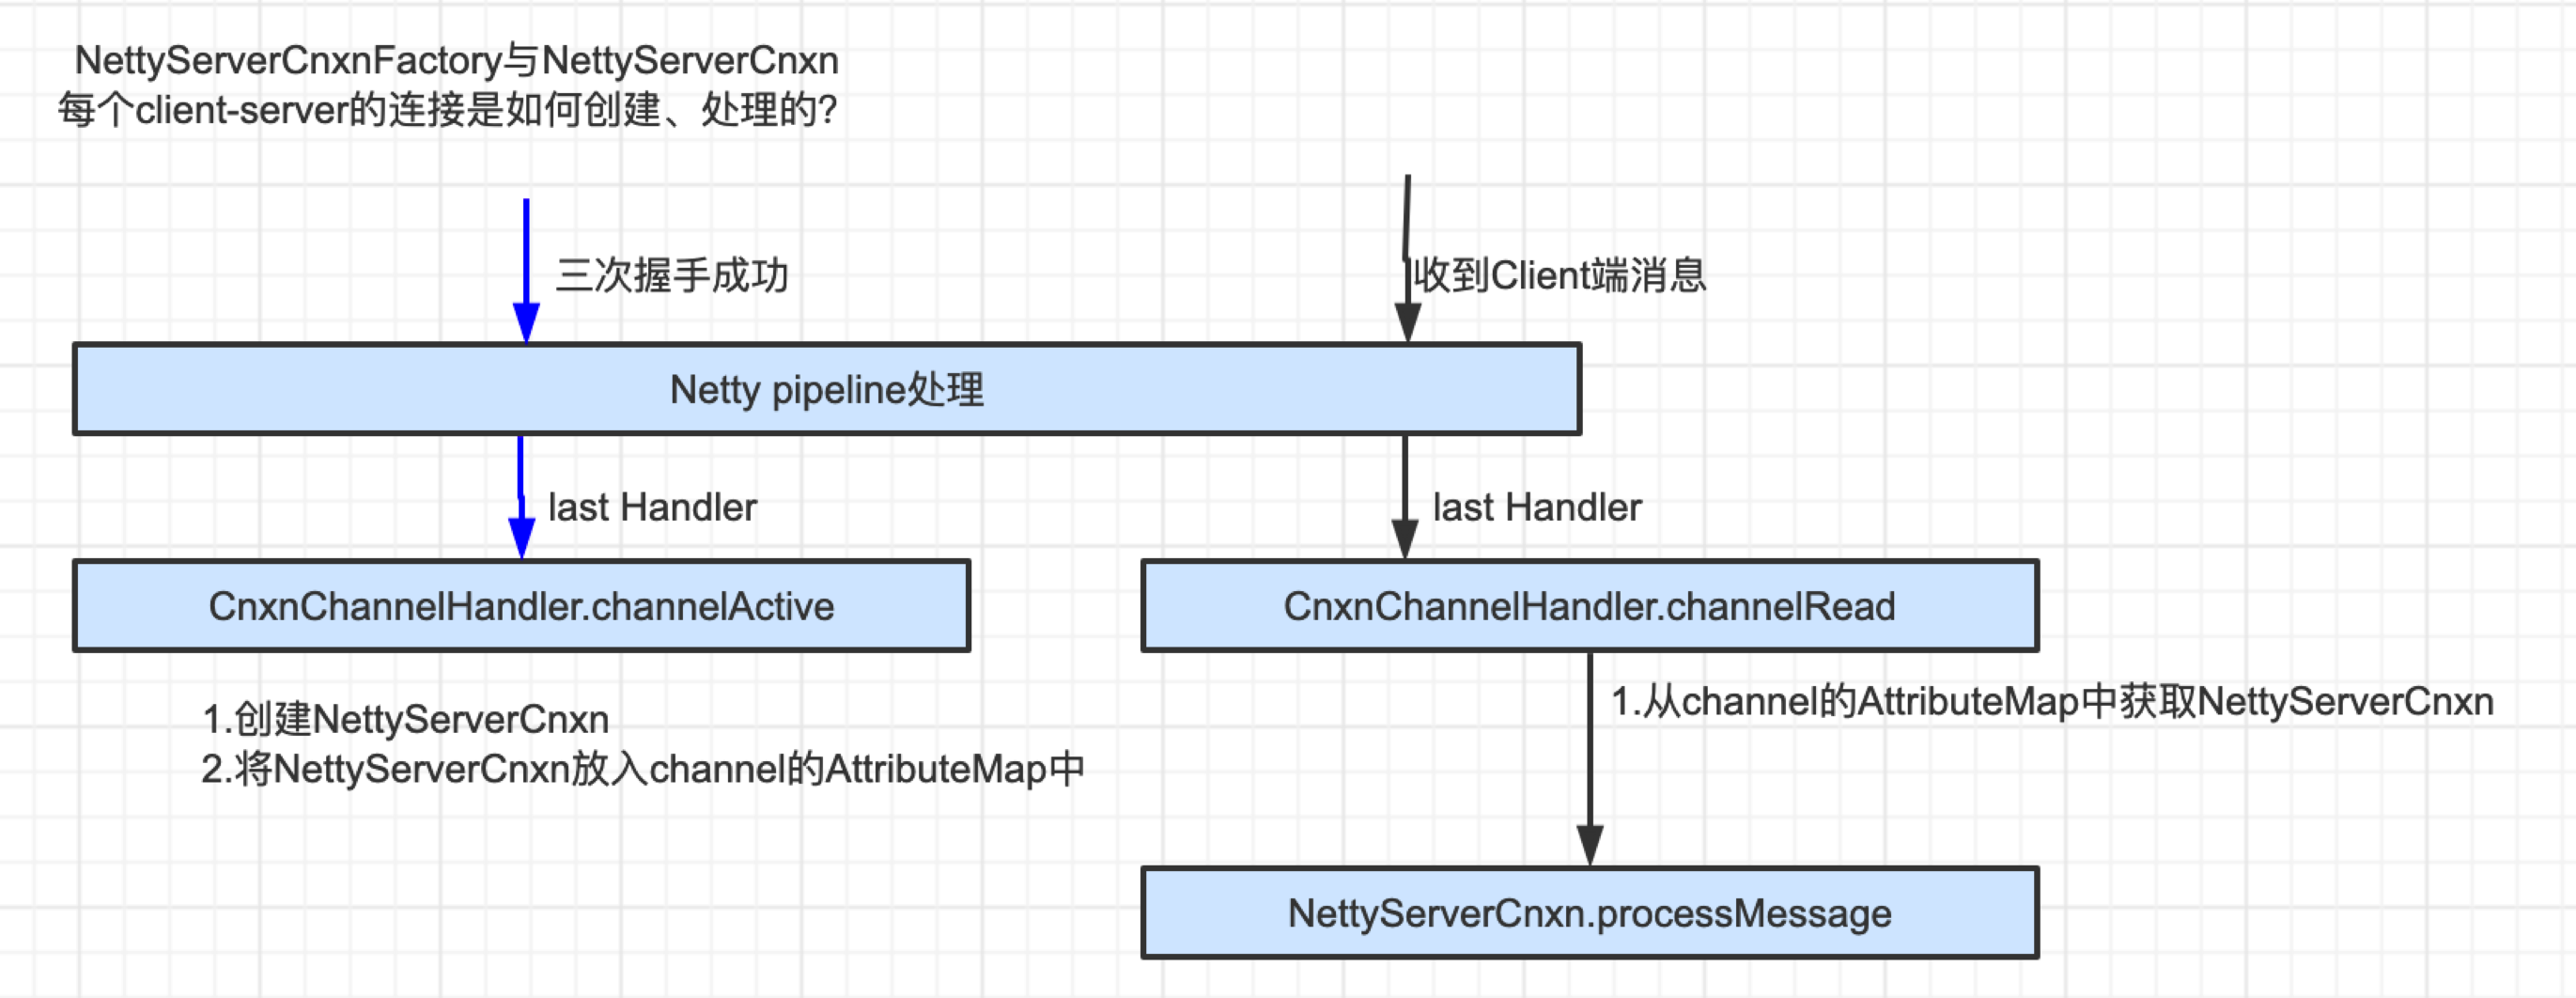 NettyServerCnxnFactory与NettyServerCnxn
每个client-server的连接是如何创建、处理的?
三次握手成功
收到Client端消息
Netty pipeline处理
last Handler
last Handler
CnxnChannelHandler.channelActive
CnxnChannelHandler.channelRead
1.创建NettyServerCnxn
2.将NettyServerCnxn放入channel的AttributeMap中
1.从channel的AttributeMap中获取NettyServerCnxn
NettyServerCnxn.processMessage